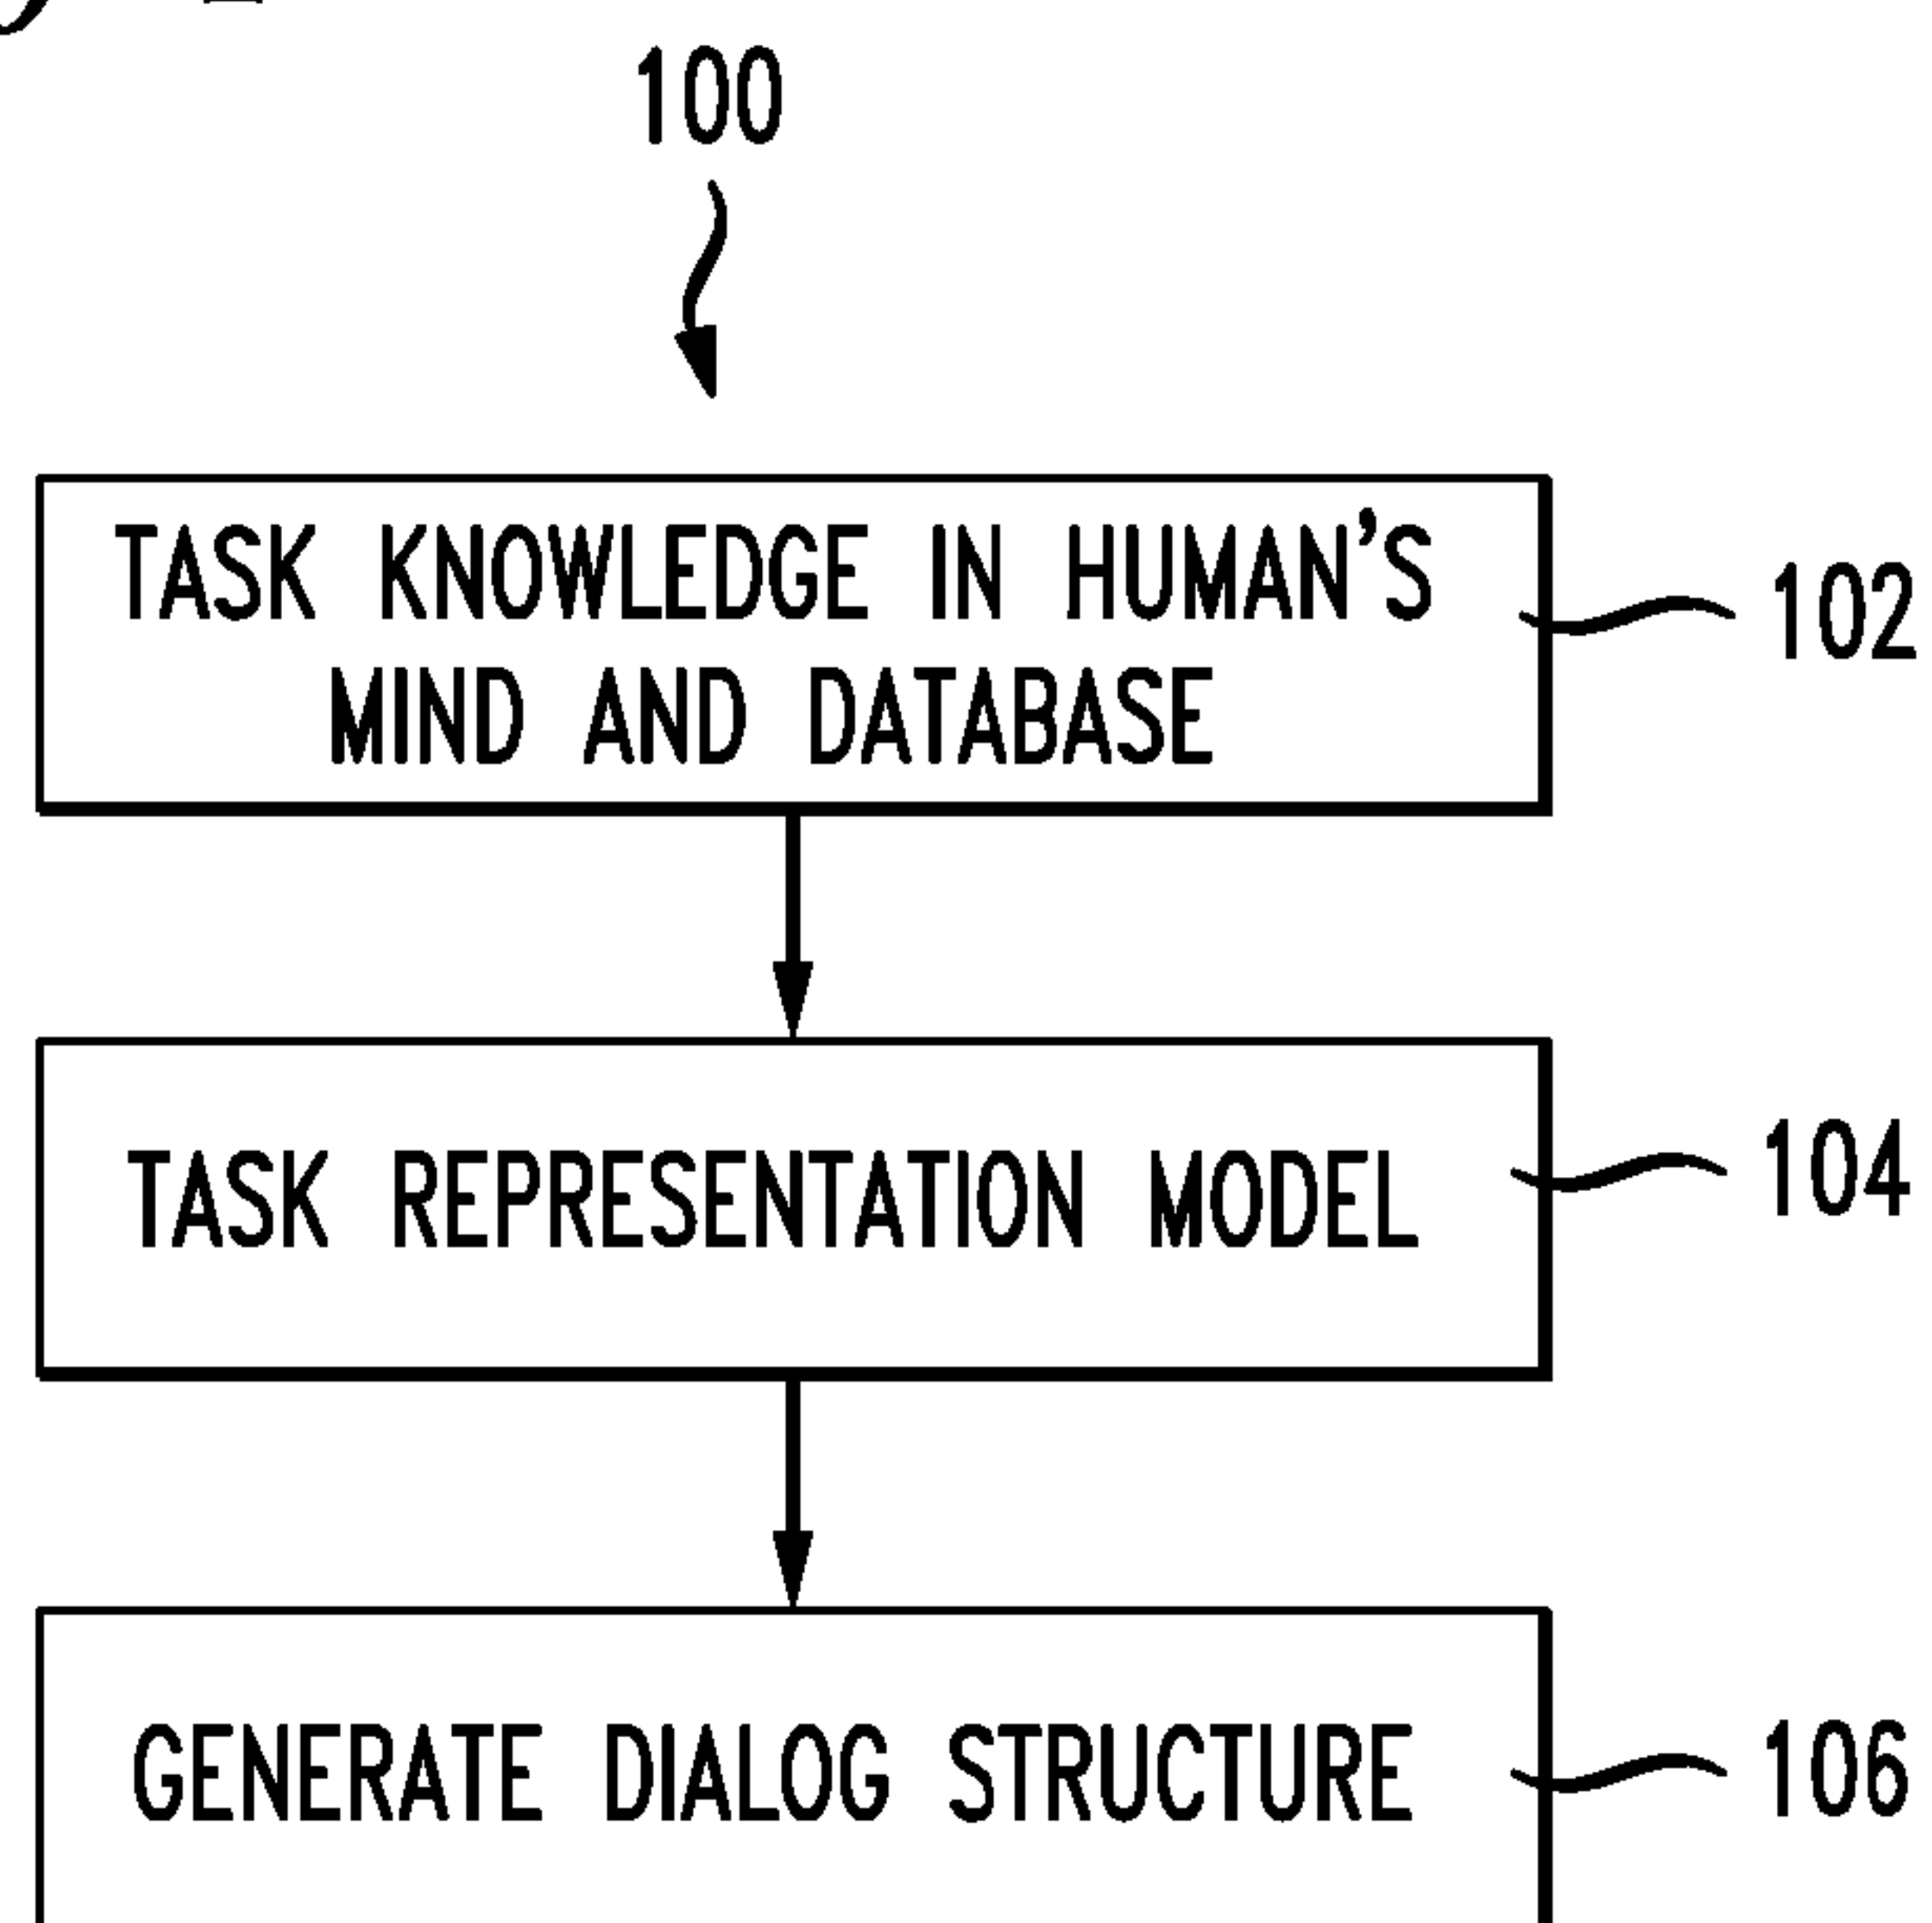 100
TASK KNOWLEDGE IN HUMAN'S
MIND AND DATABASE
102
TASK REPRESENTATION MODEL
104
GENERATE DIALOG STRUCTURE
106